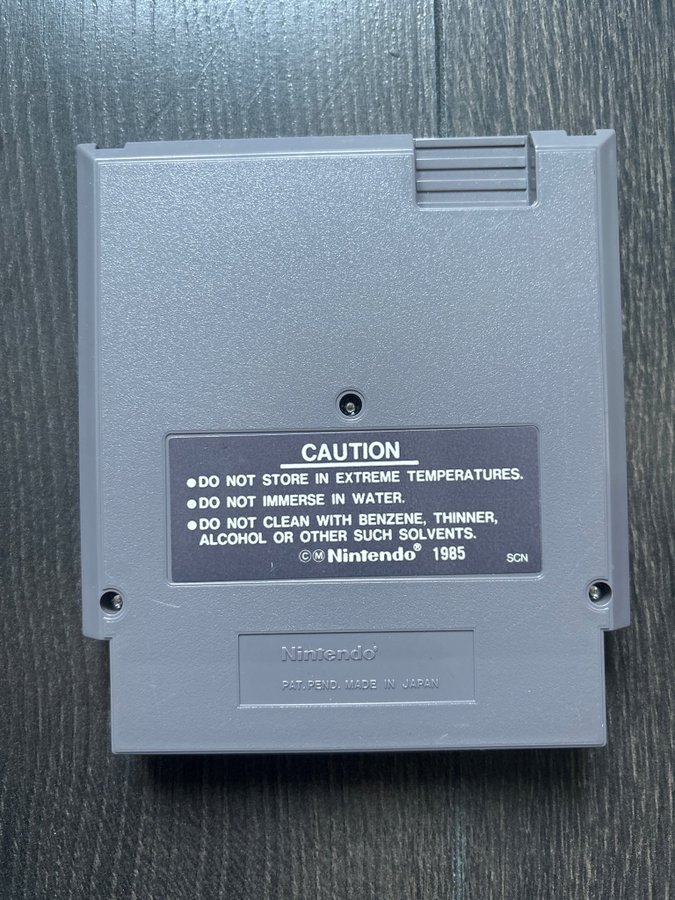 CAUTION
●DO NOT STORE IN EXTREME TEMPERATURES.
●DO NOT IMMERSE IN WATER.
●DO NOT CLEAN WITH BENZENE, THINNER,
ALCOHOL OR OTHER SUCH SOLVENTS.
©Ⓜ Nintendo® 1985 SCN
Nintendo®
PAT. PEND. MADE IN JAPAN